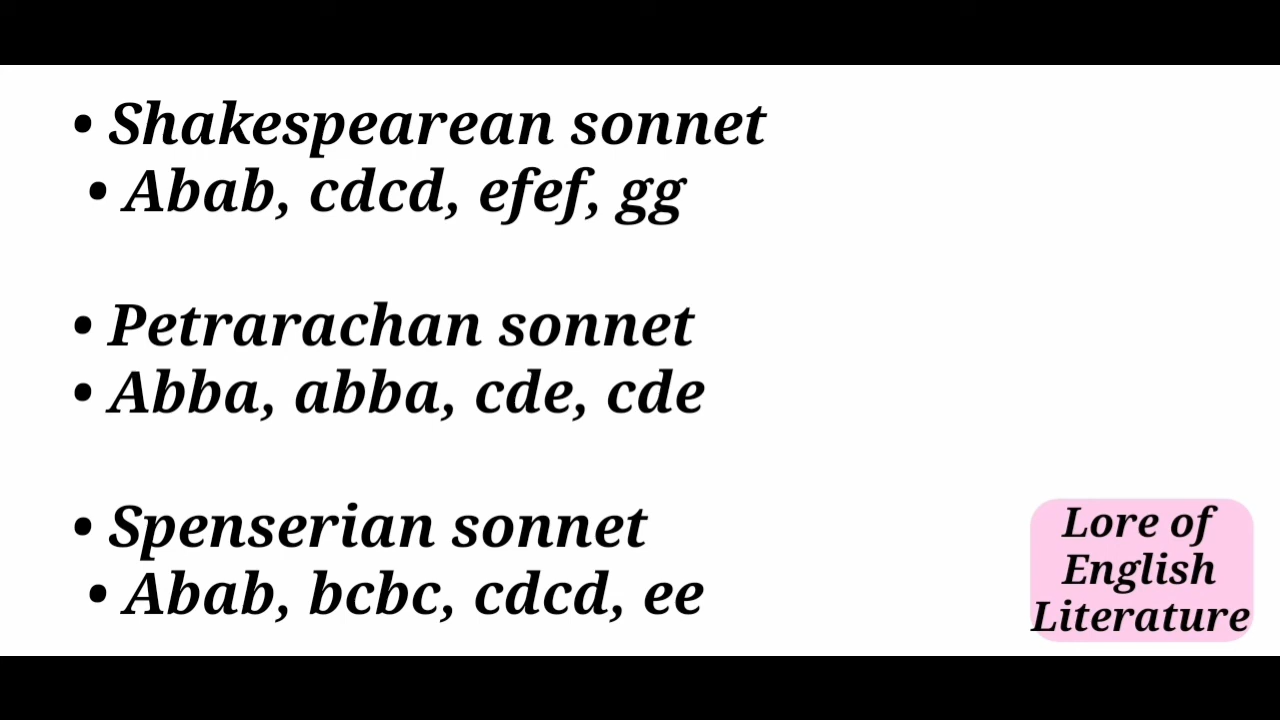 • Shakespearean sonnet
• Abab, cdcd, efef, gg
• Petrarachan sonnet
• Abba, abba, cde, cde
• Spenserian sonnet
• Abab, bcbc, cdcd, ee
Lore of
English
Literature